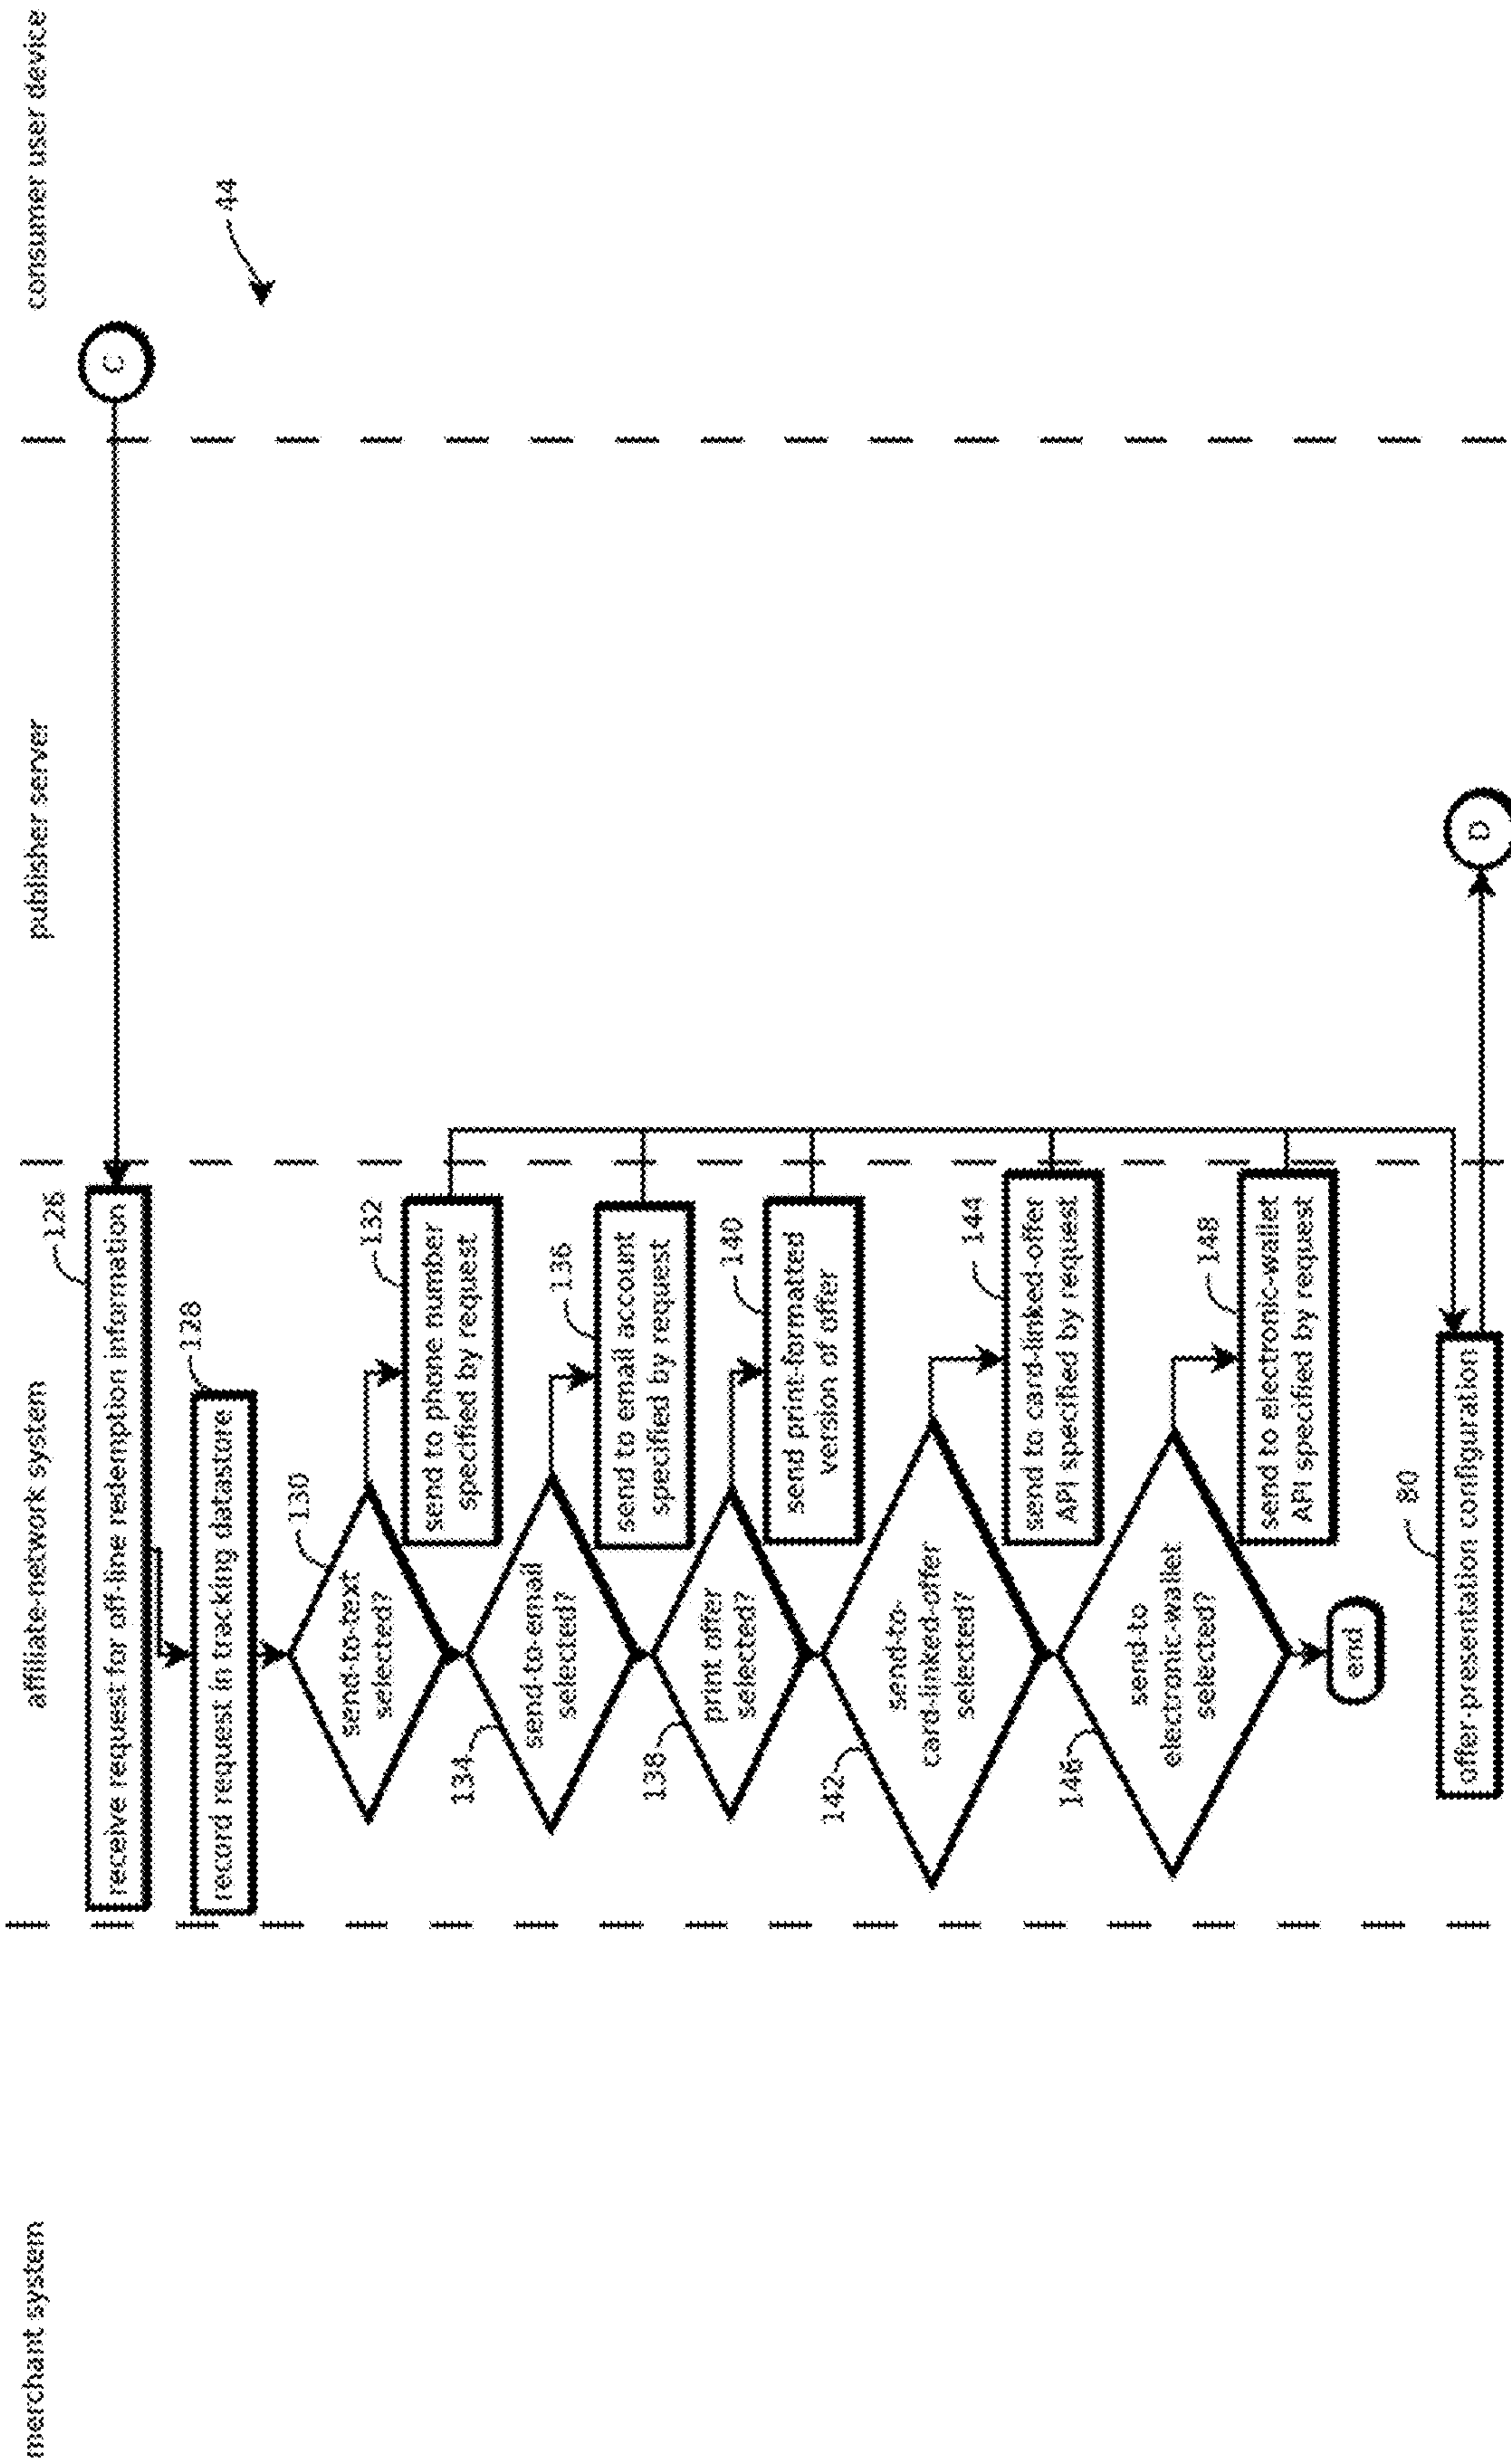 merchant system
affiliate-network system
publisher server
consumer user device
C
44
126
receive request for off-line redemption information
128
record request in tracking datastore
130
send-to-text
selected?
132
send to phone number
specified by request
134
send-to-email
selected?
136
send to email account
specified by request
138
print offer
selected?
140
send print-formatted
version of offer
142
send-to-
card-linked-offer
selected?
144
send to card-linked-offer
API specified by request
146
send-to
electronic-wallet
selected?
148
send to electronic-wallet
API specified by request
end
80
offer-presentation configuration
D